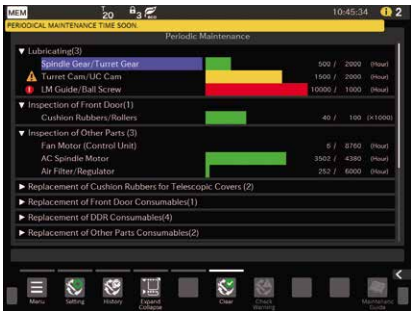 MEM T 20 3 10:45:34 2
PERIODICAL MAINTENANCE TIME SOON.
Periodic Maintenance
▼ Lubricating(3)
Spindle Gear/Turret Gear 500 / 2000 (Hour)
Turret Cam/UC Cam 1500 / 2000 (Hour)
LM Guide/Ball Screw 10000 / 1000 (Hour)
▼ Inspection of Front Door(1)
Cushion Rubbers/Rollers 40 / 100 (×1000)
▼ Inspection of Other Parts (3)
Fan Motor (Control Unit) 6 / 8760 (Hour)
AC Spindle Motor 3502 / 4380 (Hour)
Air Filter/Regulator 252 / 6000 (Hour)
▶ Replacement of Cushion Rubbers for Telescopic Covers (2)
▶ Replacement of Front Door Consumables(1)
▶ Replacement of DDR Consumables(4)
▶ Replacement of Other Parts Consumables(2)
Menu Setting History Expand Collapse Clear Check Warning Maintenance Guide